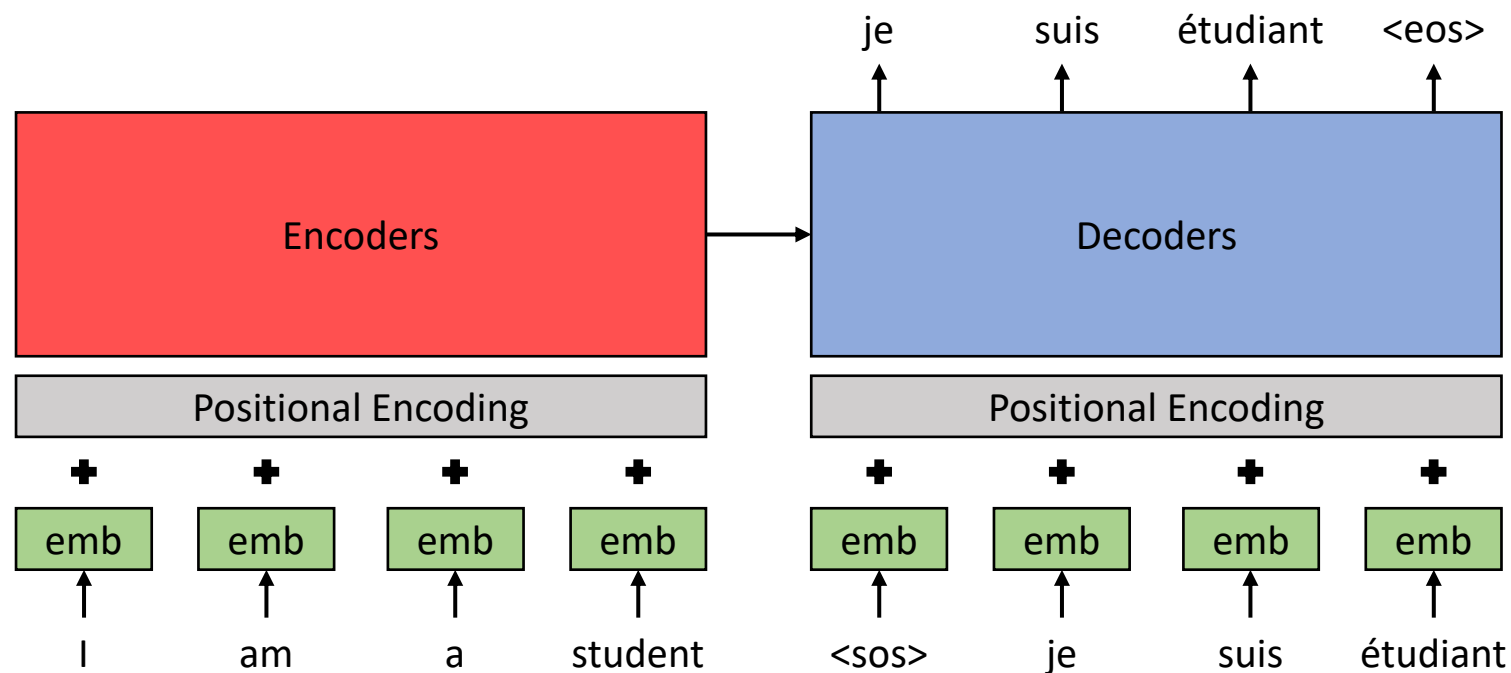 je suis étudiant <eos>
Encoders Decoders
Positional Encoding Positional Encoding
emb emb emb emb emb emb emb emb
I am a student <sos> je suis étudiant